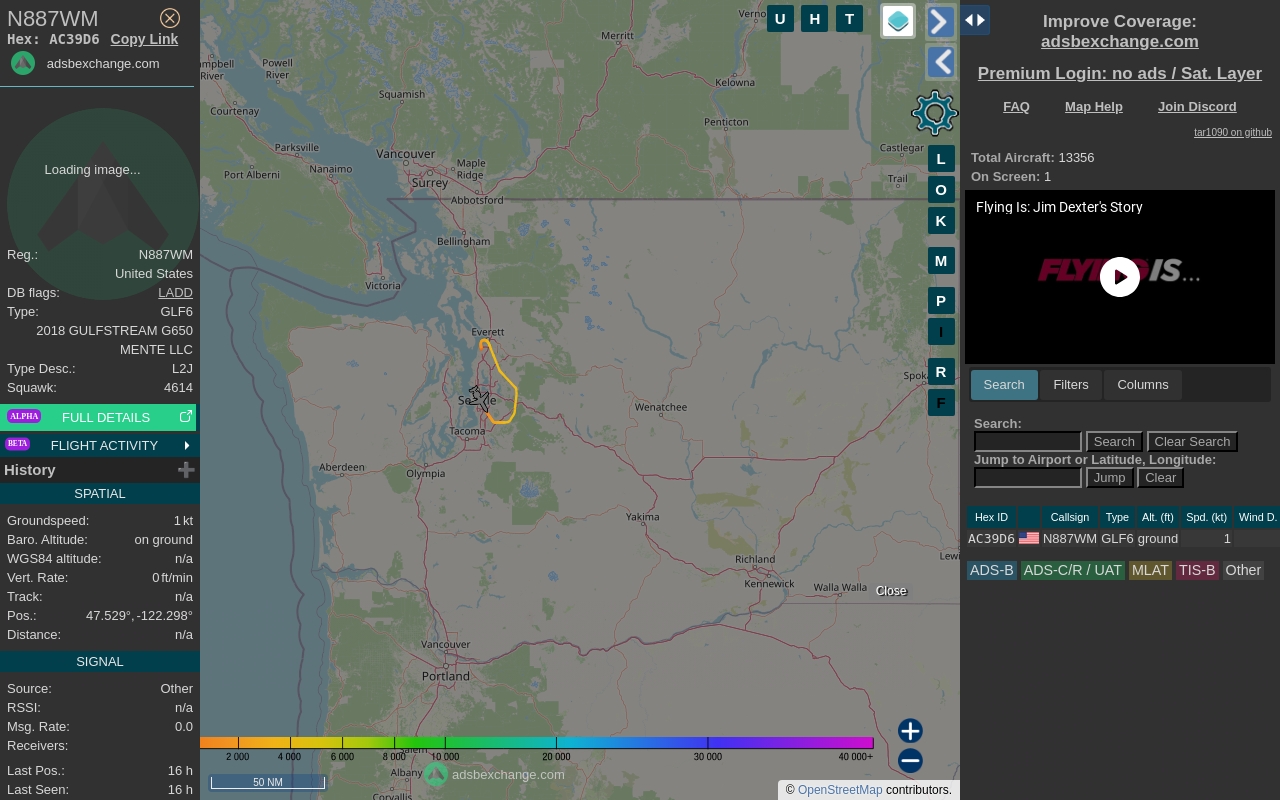 N887WM
Hex: AC39D6 Copy Link
adsbexchange.com
Loading image...
Reg.: N887WM
United States
DB flags: LADD
Type: GLF6
2018 GULFSTREAM G650
MENTE LLC
Type Desc.: L2J
Squawk: 4614
ALPHA FULL DETAILS
BETA FLIGHT ACTIVITY
History
SPATIAL
Groundspeed: 1 kt
Baro. Altitude: on ground
WGS84 altitude: n/a
Vert. Rate: 0 ft/min
Track: n/a
Pos.: 47.529°, -122.298°
Distance: n/a
SIGNAL
Source: Other
RSSI: n/a
Msg. Rate: 0.0
Receivers:
Last Pos.: 16 h
Last Seen: 16 h
U H T
Merritt
Powell
River
River
Squamish
Kelowna
Courtenay
Penticton
Parksville
Vancouver
Castlegar
Nanaimo
Maple
Ridge
Port Alberni
Surrey
Trail
Abbotsford
Bellingham
Victoria
Everett
Wenatchee
Tacoma
Aberdeen
Olympia
Yakima
Richland
Kennewick
Walla Walla
Vancouver
Portland
Albany
Corvallis
L
O
K
M
P
I
R
F
Close
2 000 4 000 6 000 8 000 10 000 20 000 30 000 40 000+
50 NM
adsbexchange.com
© OpenStreetMap contributors.
Improve Coverage:
adsbexchange.com
Premium Login: no ads / Sat. Layer
FAQ Map Help Join Discord
tar1090 on github
Total Aircraft: 13356
On Screen: 1
Flying Is: Jim Dexter's Story
FLYING IS...
Search Filters Columns
Search:
Search Clear Search
Jump to Airport or Latitude, Longitude:
Jump Clear
Hex ID Callsign Type Alt. (ft) Spd. (kt) Wind D.
AC39D6 N887WM GLF6 ground 1
ADS-B ADS-C/R / UAT MLAT TIS-B Other